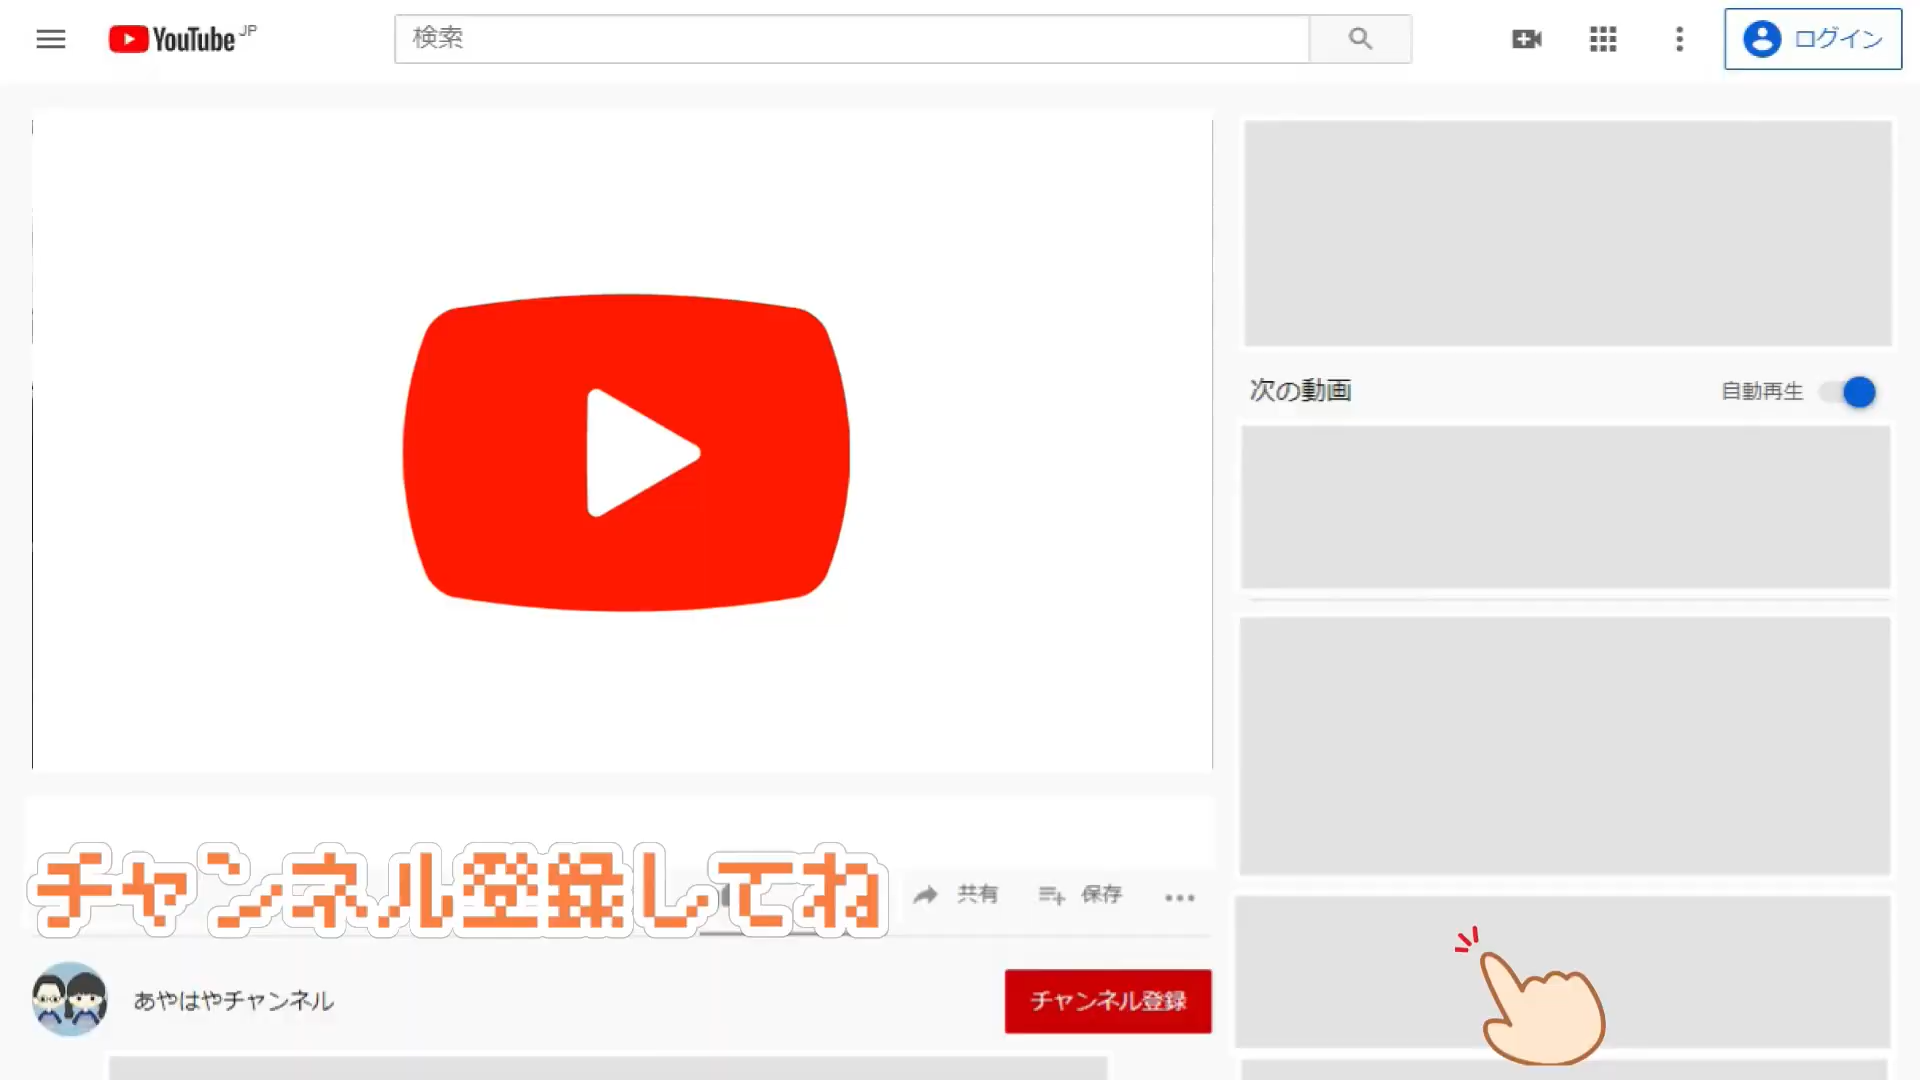 YouTube JP
検索
ログイン
次の動画
自動再生
チャンネル登録してね
共有
保存
あやはやチャンネル
チャンネル登録